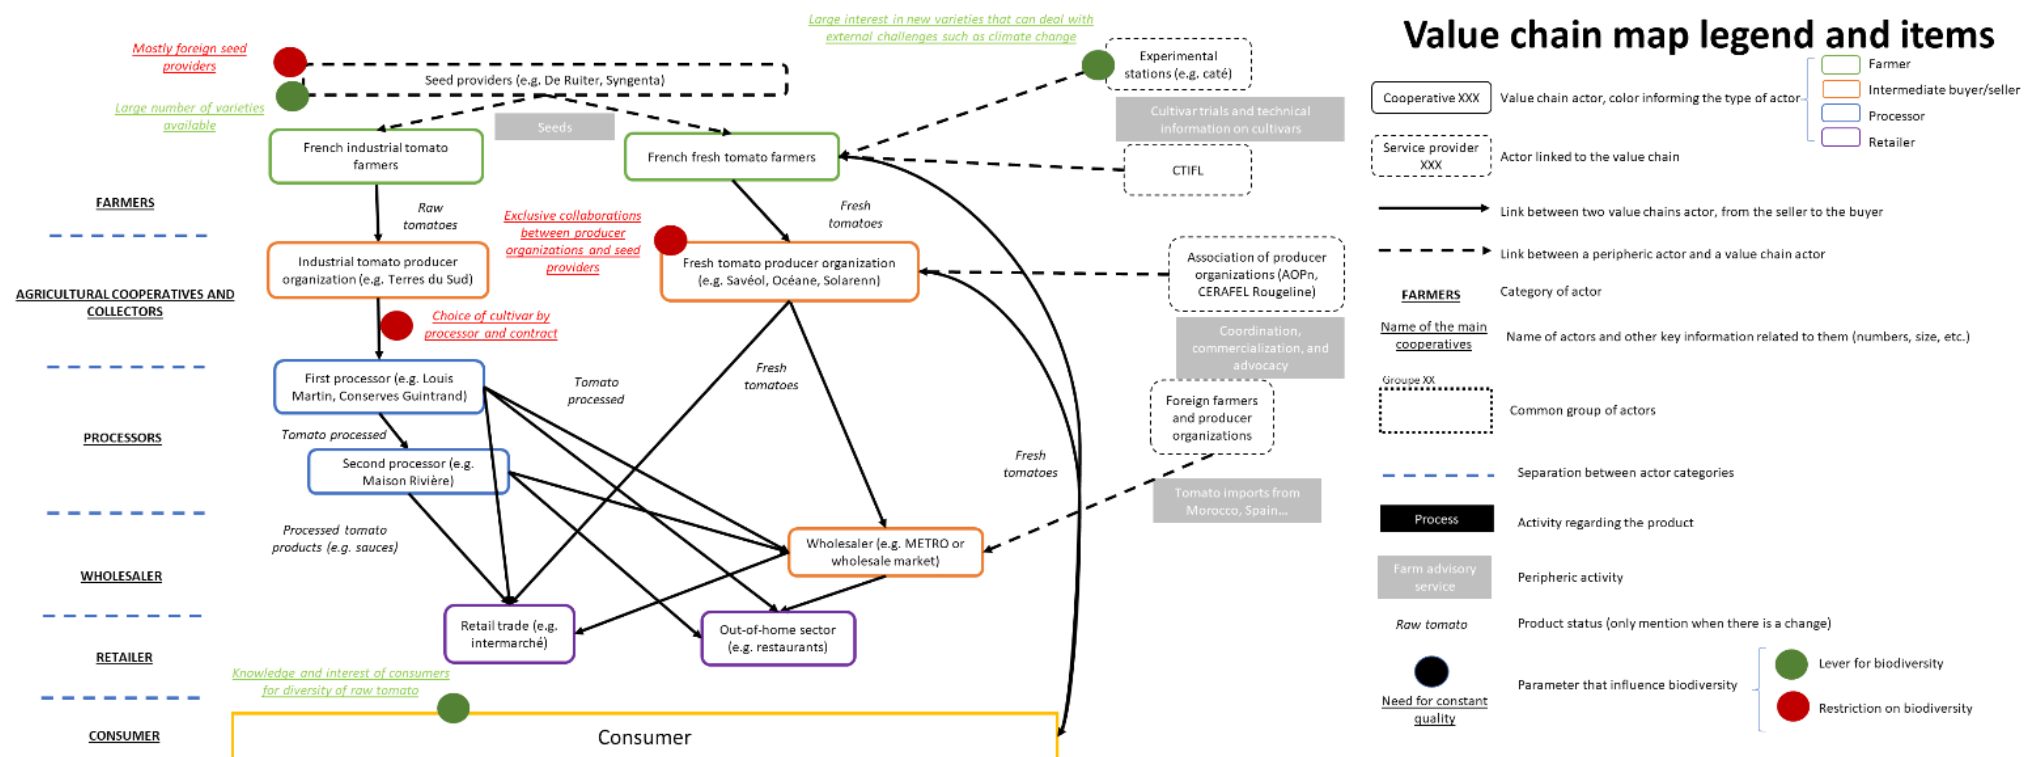 Large interest in new varieties that can deal with
external challenges such as climate change
Mostly foreign seed
providers
Seed providers (e.g. De Ruiter, Syngenta)
Large number of varieties
available
Seeds
Experimental
stations (e.g. caté)
Cultivar trials and technical
information on cultivars
French industrial tomato
farmers
French fresh tomato farmers
CTIFL
FARMERS
Raw
tomatoes
Exclusive collaborations
between producer
organizations and seed
providers
Fresh
tomatoes
Industrial tomato producer
organization (e.g. Terres du Sud)
Fresh tomato producer organization
(e.g. Savéol, Océane, Solarenn)
Association of producer
organizations (AOPn,
CERAFEL Rougeline)
AGRICULTURAL COOPERATIVES AND
COLLECTORS
Choice of cultivar by
processor and contract
Coordination,
commercialization, and
advocacy
First processor (e.g. Louis
Martin, Conserves Guintrand)
Tomato
processed
Fresh
tomatoes
Foreign farmers
and producer
organizations
PROCESSORS
Tomato processed
Second processor (e.g.
Maison Rivière)
Fresh
tomatoes
Tomato imports from
Morocco, Spain...
Processed tomato
products (e.g. sauces)
Wholesaler (e.g. METRO or
wholesale market)
WHOLESALER
Retail trade (e.g.
intermarché)
Out-of-home sector
(e.g. restaurants)
RETAILER
Knowledge and interest of consumers
for diversity of raw tomato
CONSUMER
Consumer
Value chain map legend and items
Cooperative XXX
Value chain actor, color informing the type of actor
Farmer
Intermediate buyer/seller
Processor
Retailer
Service provider
XXX
Actor linked to the value chain
Link between two value chains actor, from the seller to the buyer
Link between a peripheric actor and a value chain actor
FARMERS
Category of actor
Name of the main
cooperatives
Name of actors and other key information related to them (numbers, size, etc.)
Groupe XX
Common group of actors
Separation between actor categories
Process
Activity regarding the product
Farm advisory
service
Peripheric activity
Raw tomato
Product status (only mention when there is a change)
Need for constant
quality
Parameter that influence biodiversity
Lever for biodiversity
Restriction on biodiversity